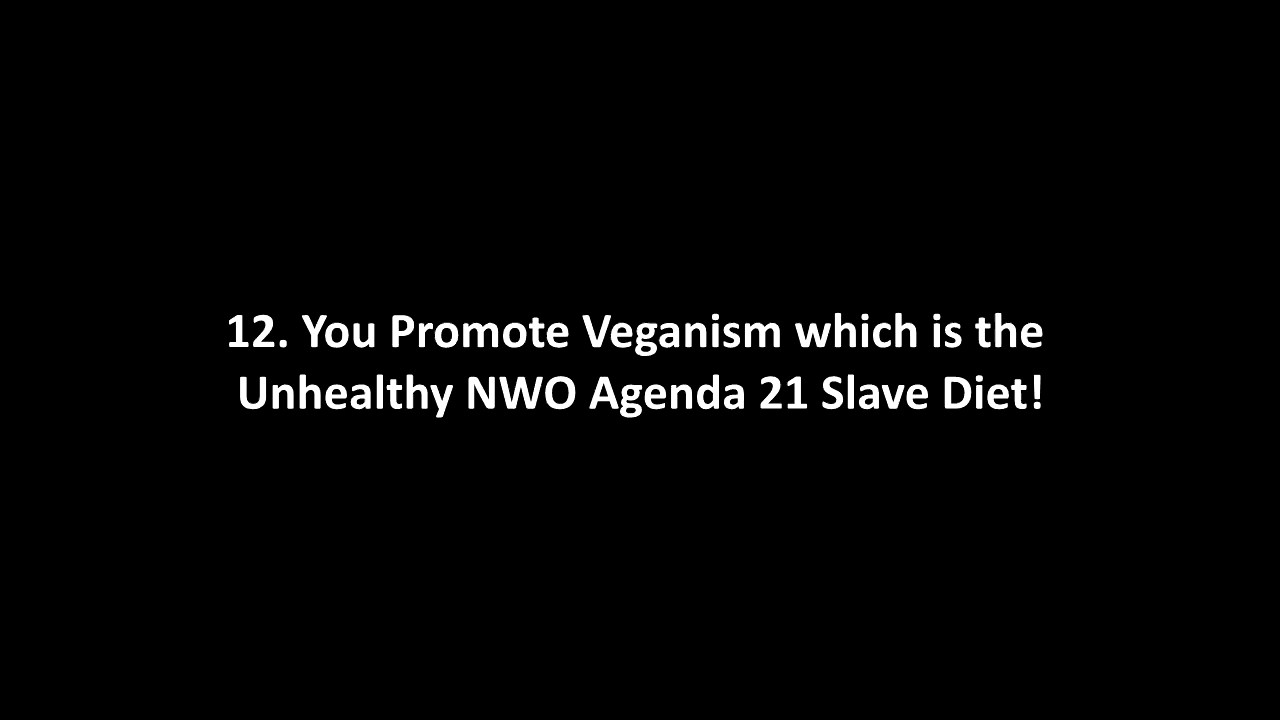 12. You Promote Veganism which is the
Unhealthy NWO Agenda 21 Slave Diet!